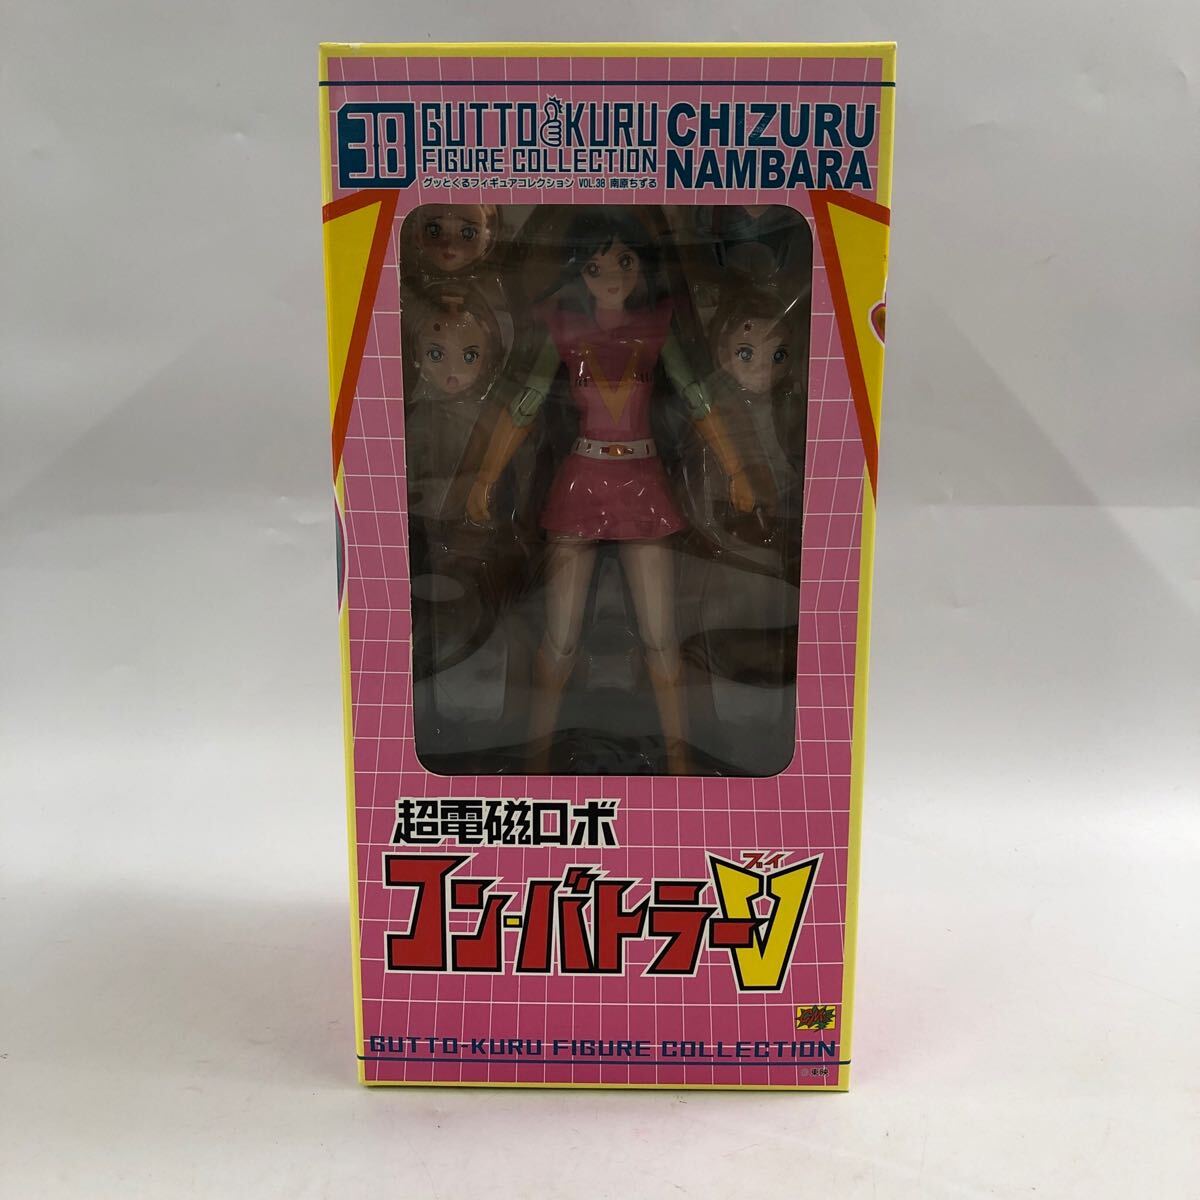 38 GUTTO KURU
FIGURE COLLECTION
グッとくるフィギュアコレクション VOL.38 南原ちずる
CHIZURU
NAMBARA
超電磁ロボ
コン・バトラーV
ブイ
CM's
GUTTO-KURU FIGURE COLLECTION
©東映